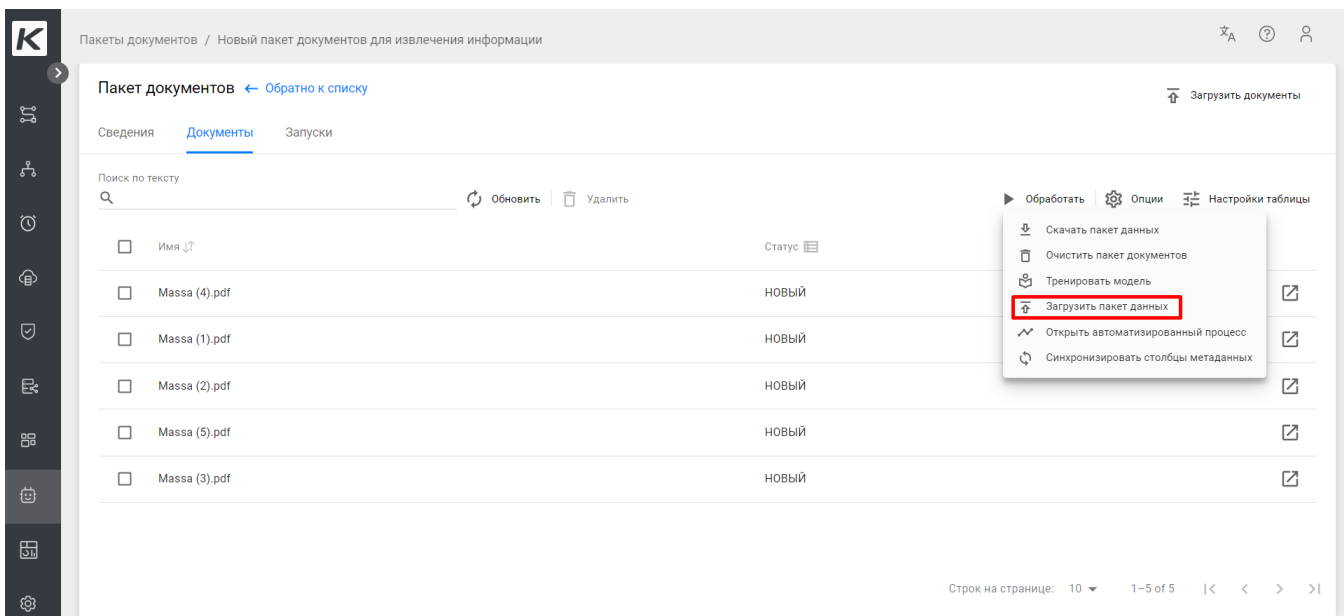 K
Пакеты документов / Новый пакет документов для извлечения информации
Пакет документов ← Обратно к списку
Загрузить документы
Сведения Документы Запуски
Поиск по тексту
Обновить Удалить
Обработать Опции Настройки таблицы
Имя Статус
Скачать пакет данных
Очистить пакет документов
Тренировать модель
Загрузить пакет данных
Открыть автоматизированный процесс
Синхронизировать столбцы метаданных
Massa (4).pdf НОВЫЙ
Massa (1).pdf НОВЫЙ
Massa (2).pdf НОВЫЙ
Massa (5).pdf НОВЫЙ
Massa (3).pdf НОВЫЙ
Строк на странице: 10 1–5 of 5